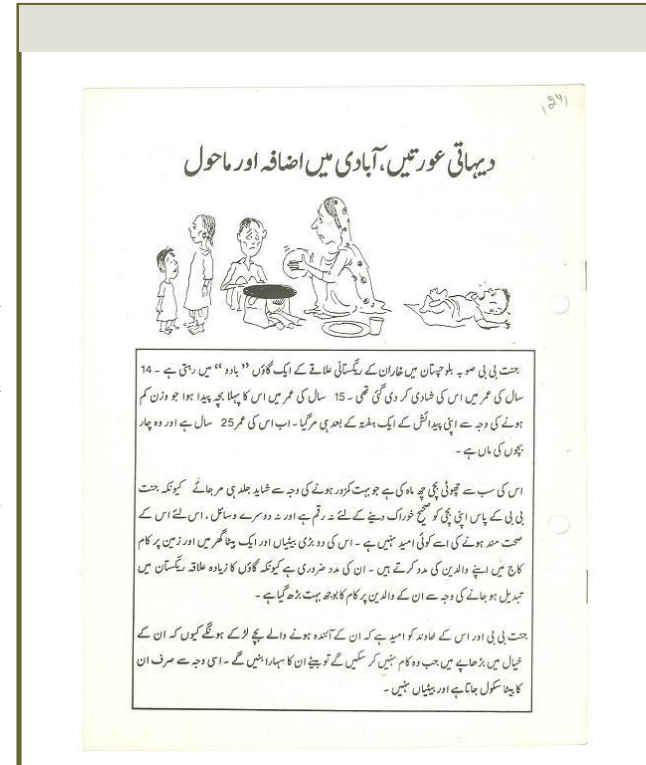 دیہاتی عورتیں، آبادی میں اضافہ اور ماحول
جنت بی بی صوبہ بلوچستان میں خاران کے ریگستانی علاقے کے ایک گاؤں ”بادو“ میں رہتی ہے ۔ 14
سال کی عمر میں اس کی شادی کر دی گئی تھی ۔ 15 سال کی عمر میں اس کا پہلا بچہ پیدا ہوا جو وزن کم
ہونے کی وجہ سے اپنی پیدائش کے ایک ہفتہ کے بعد ہی مر گیا ۔ اب اس کی عمر 25 سال ہے اور وہ چار
بچوں کی ماں ہے ۔
اس کی سب سے چھوٹی بچی چھ ماہ کی ہے جو بہت کمزور ہونے کی وجہ سے شاید جلد ہی مر جائے کیونکہ جنت
بی بی کے پاس اپنی بچی کو صحیح خوراک دینے کے لئے نہ رقم ہے اور نہ دوسرے وسائل ، اس لئے اس کے
صحت مند ہونے کی اسے کوئی امید نہیں ہے ۔ اس کی دو بڑی بیٹیاں اور ایک بیٹا گھر میں اور زمین پر کام
کاج میں اپنے والدین کی مدد کرتے ہیں ۔ ان کی مدد ضروری ہے کیونکہ گاؤں کا زیادہ علاقہ ریگستان میں
تبدیل ہو جانے کی وجہ سے ان کے والدین پر کام کا بوجھ بہت بڑھ گیا ہے ۔
جنت بی بی اور اس کے خاوند کو امید ہے کہ ان کے آئندہ ہونے والے بچے لڑکے ہونگے کیوں کہ ان کے
خیال میں بڑھاپے میں جب وہ کام نہیں کر سکیں گے تو بیٹے ان کا سہارا بنیں گے ۔ اسی وجہ سے صرف ان
کا بیٹا سکول جاتا ہے اور بیٹیاں نہیں ۔